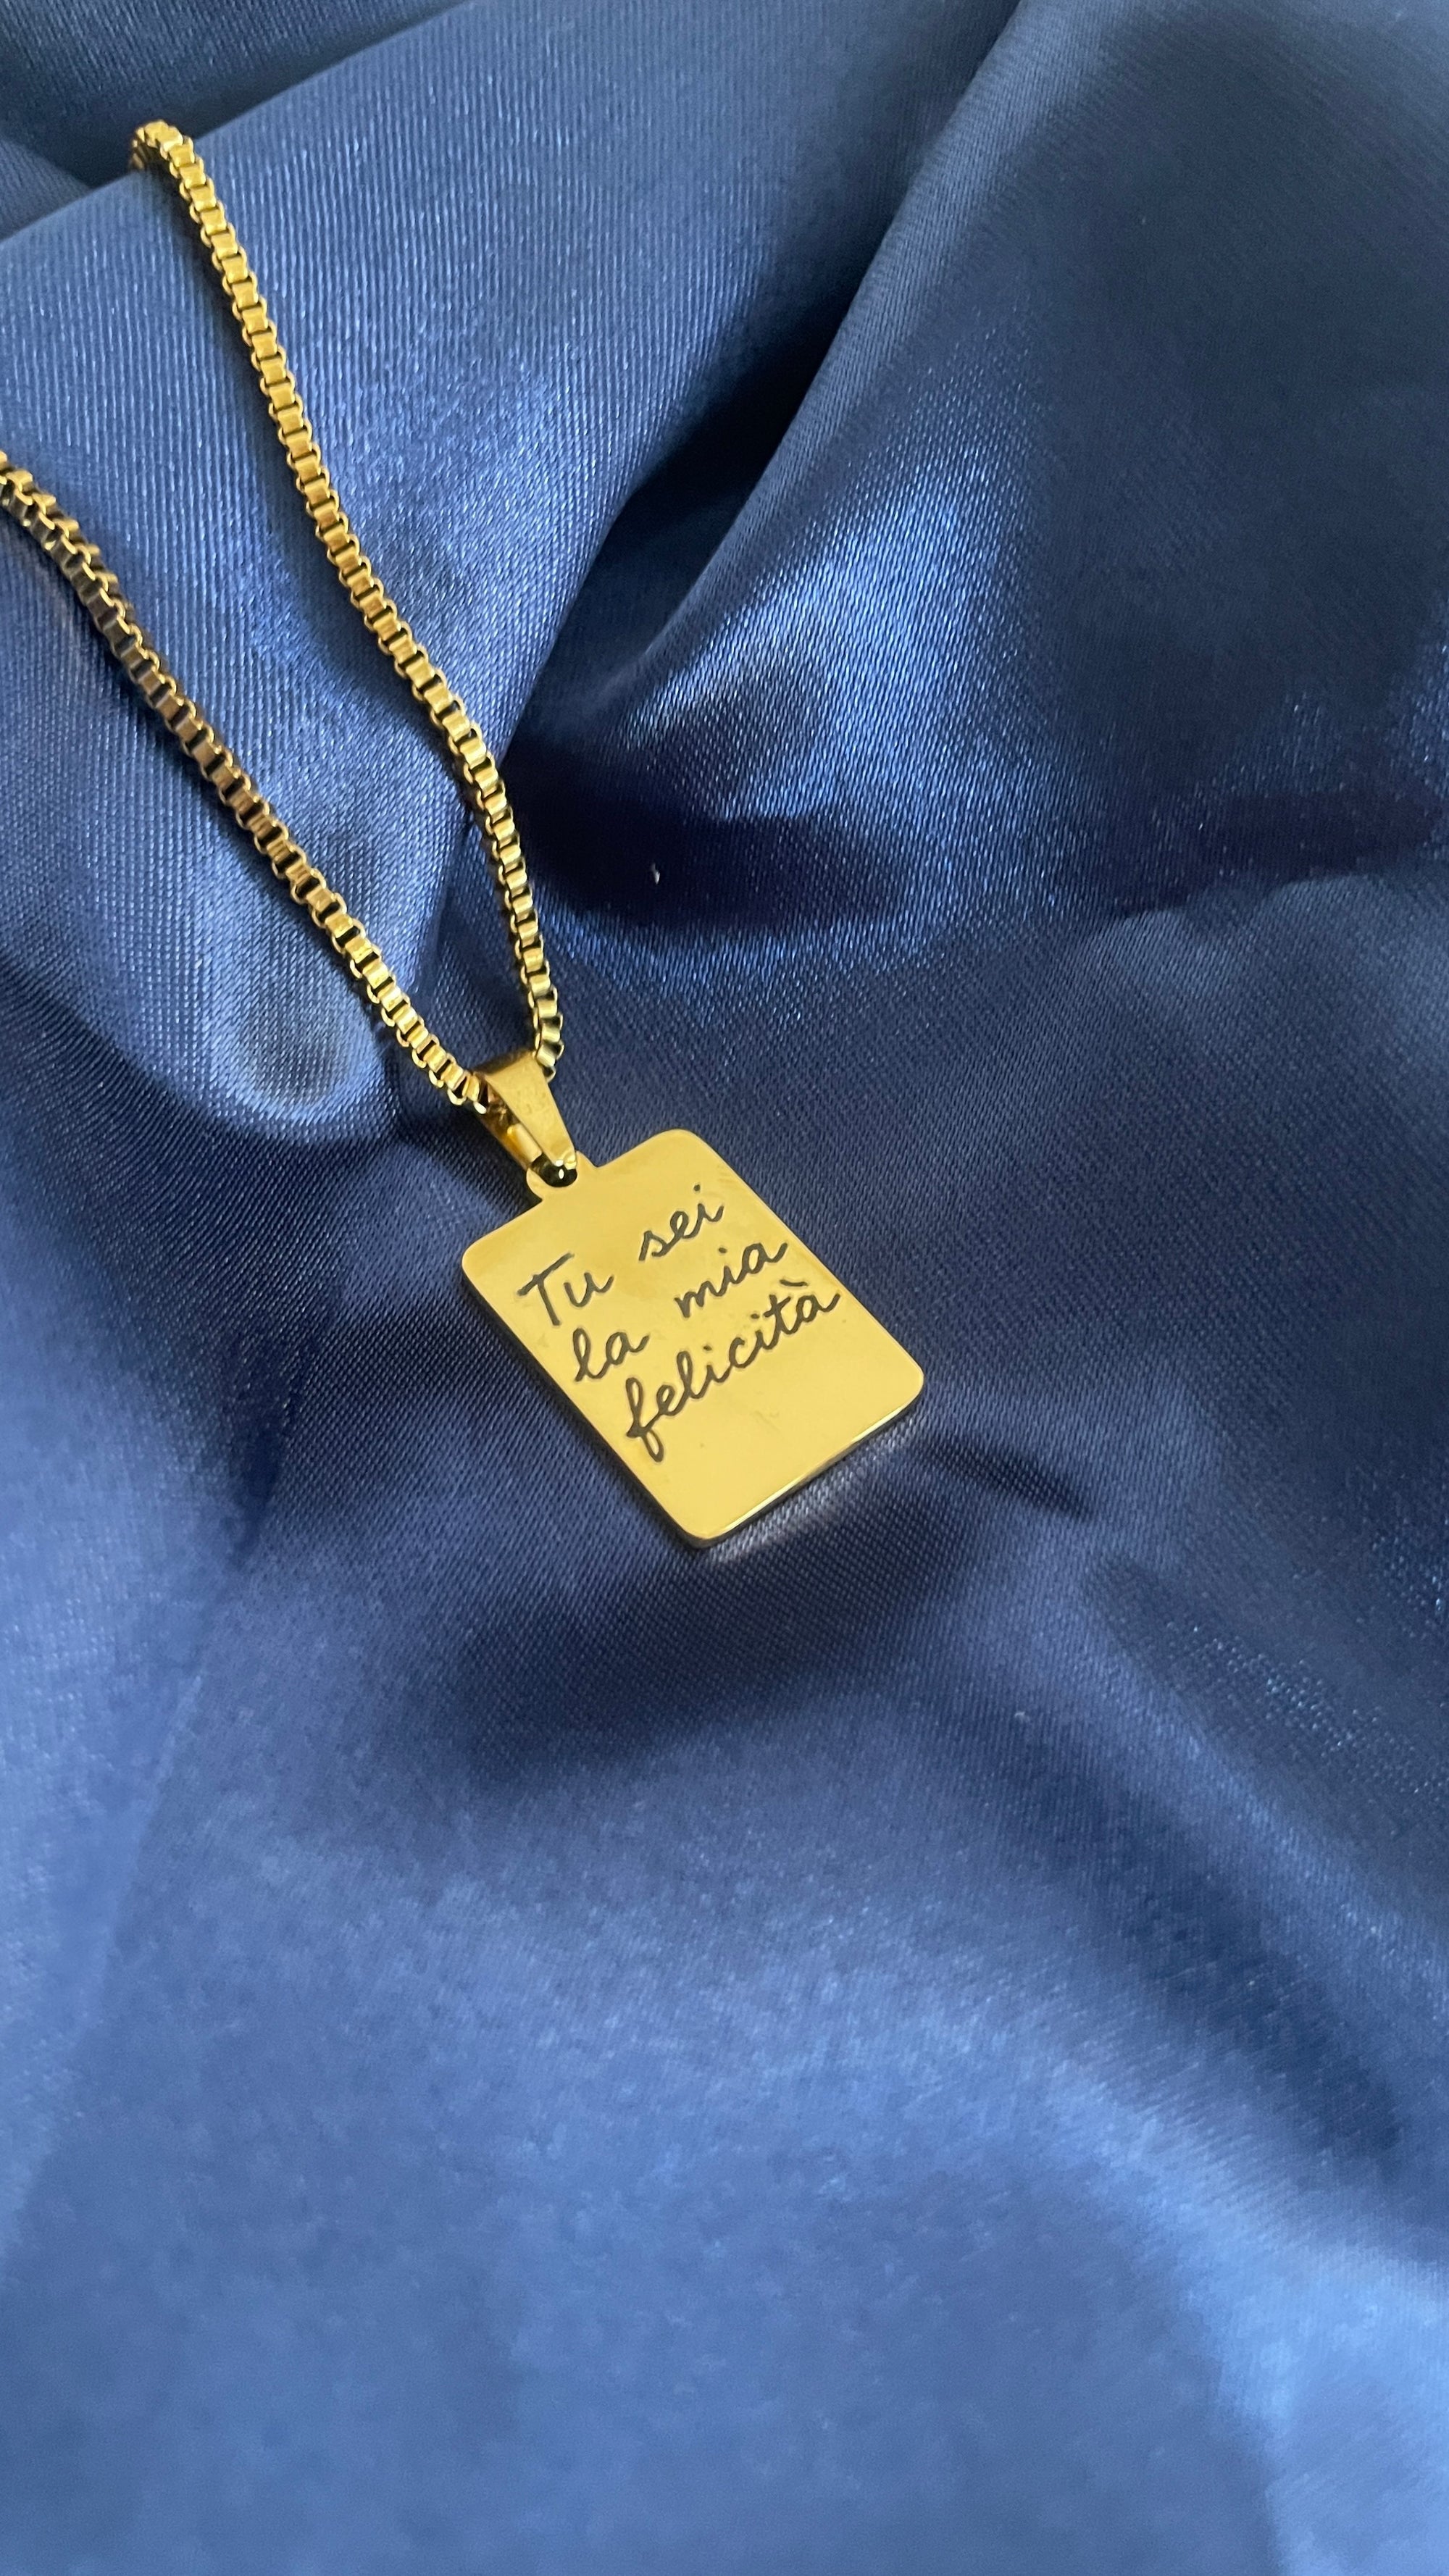 Tu sei
la mia
felicità